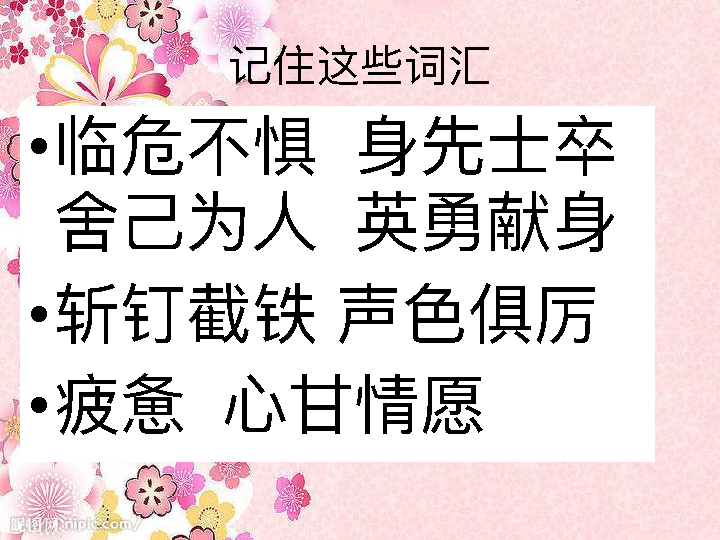 记住这些词汇
•临危不惧 身先士卒
舍己为人 英勇献身
•斩钉截铁 声色俱厉
•疲惫 心甘情愿
昵图网 nipic.com/